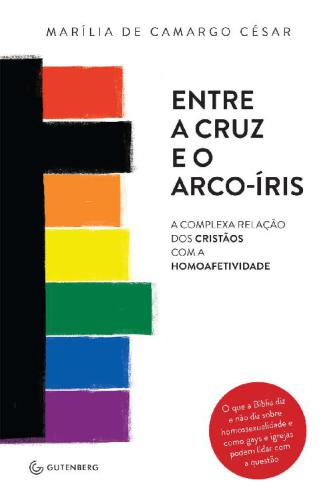 MARÍLIA DE CAMARGO CÉSAR
ENTRE
A CRUZ
E O
ARCO-ÍRIS
A COMPLEXA RELAÇÃO
DOS CRISTÃOS
COM A
HOMOAFETIVIDADE
O que a Bíblia diz
e não diz sobre
homossexualidade e
como gays e igrejas
podem lidar com
a questão
GUTENBERG